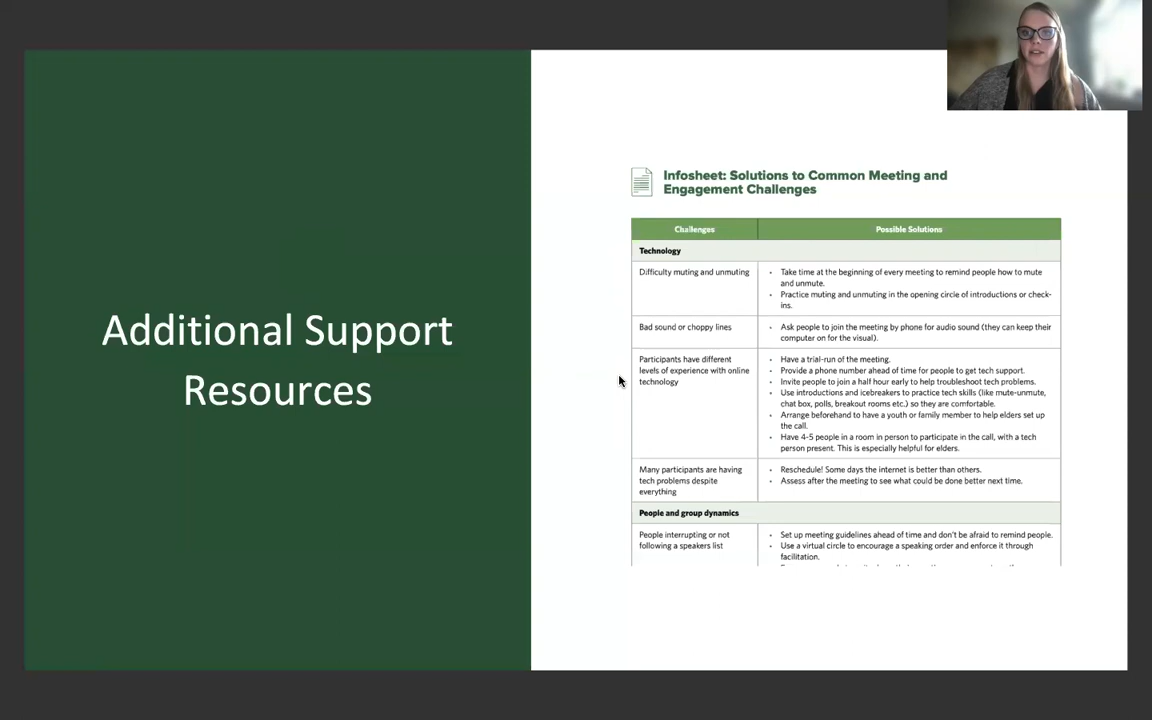 Additional Support
Resources
Infosheet: Solutions to Common Meeting and
Engagement Challenges
Challenges
Possible Solutions
Technology
Difficulty muting and unmuting
• Take time at the beginning of every meeting to remind people how to mute
and unmute.
• Practice muting and unmuting in the opening circle of introductions or check-
ins.
Bad sound or choppy lines
• Ask people to join the meeting by phone for audio sound (they can keep their
computer on for the visual).
Participants have different
levels of experience with online
technology
• Have a trial-run of the meeting.
• Provide a phone number ahead of time for people to get tech support.
• Invite people to join a half hour early to help troubleshoot tech problems.
• Use introductions and icebreakers to practice tech skills (like mute-unmute,
chat box, polls, breakout rooms etc.) so they are comfortable.
• Arrange beforehand to have a youth or family member to help elders set up
the call.
• Have 4-5 people in a room in person to participate in the call, with a tech
person present. This is especially helpful for elders.
Many participants are having
tech problems despite
everything
• Reschedule! Some days the internet is better than others.
• Assess after the meeting to see what could be done better next time.
People and group dynamics
People interrupting or not
following a speakers list
• Set up meeting guidelines ahead of time and don't be afraid to remind people.
• Use a virtual circle to encourage a speaking order and enforce it through
facilitation.